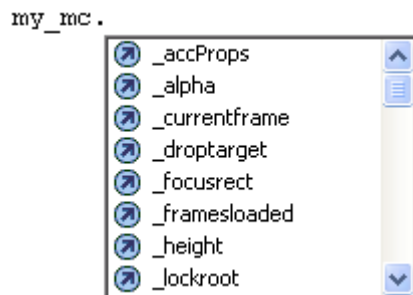 my_mc.
_accProps
_alpha
_currentframe
_droptarget
_focusrect
_framesloaded
_height
_lockroot